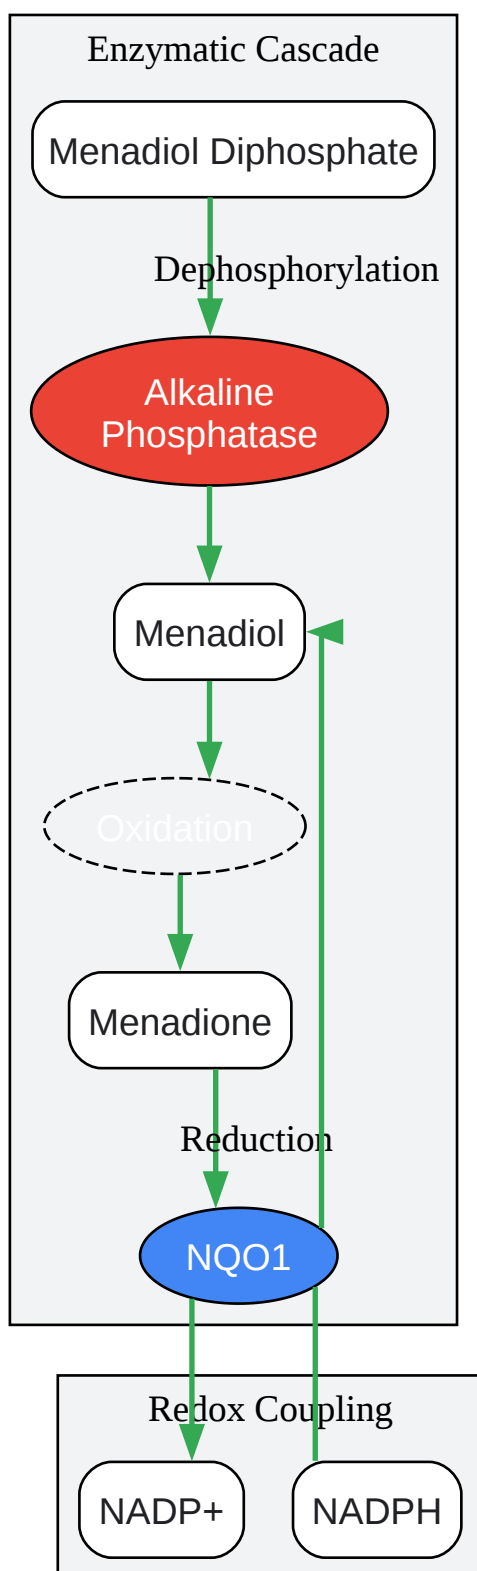 Enzymatic Cascade
Menadiol Diphosphate
Dephosphorylation
Alkaline
Phosphatase
Menadiol
Oxidation
Menadione
Reduction
NQO1
Redox Coupling
NADP+
NADPH